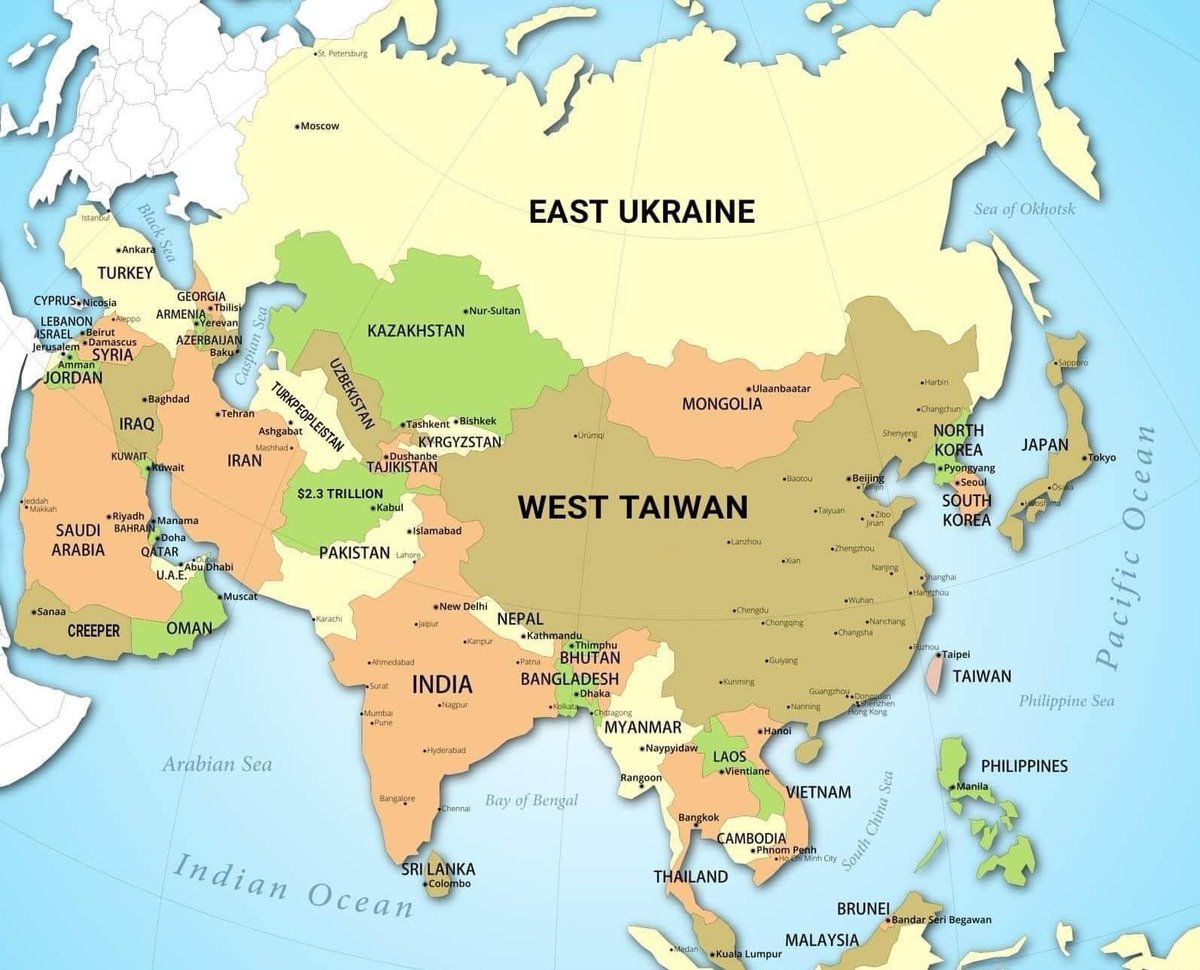 St. Petersburg
Moscow
EAST UKRAINE
Sea of Okhotsk
Black Sea
Istanbul
Ankara
TURKEY
CYPRUS
Nicosia
GEORGIA
Tbilisi
ARMENIA
Yerevan
AZERBAIJAN
Baku
Caspian Sea
Nur-Sultan
KAZAKHSTAN
LEBANON
Beirut
ISRAEL
Jerusalem
Aleppo
Damascus
SYRIA
Amman
JORDAN
Baghdad
IRAQ
KUWAIT
Kuwait
Tehran
Ashgabat
Mashhad
IRAN
TURKPEOPLEISTAN
UZBEKISTAN
Tashkent
Bishkek
KYRGYZSTAN
Dushanbe
TAJIKISTAN
Ulaanbaatar
MONGOLIA
Ürümqi
Harbin
Changchun
Shenyeng
NORTH
KOREA
Pyongyang
Seoul
SOUTH
KOREA
Sapporo
JAPAN
Tokyo
Osaka
Hiroshima
Pacific Ocean
$2.3 TRILLION
Kabul
Islamabad
PAKISTAN
Lahore
Karachi
WEST TAIWAN
Baotou
Beijing
Tianjin
Taiyuan
Zibo
Jinan
Lanzhou
Zhengzhou
Xian
Nanjing
Shanghai
Hangzhou
Wuhan
Chengdu
Chongqing
Nanchang
Changsha
Fuzhou
Guiyang
Kunming
Guangzhou
Dongguan
Shenzhen
Hong Kong
Nanning
Taipei
TAIWAN
Philippine Sea
Jeddah
Makkah
Riyadh
SAUDI
ARABIA
BAHRAIN
Manama
Doha
QATAR
Dubai
Abu Dhabi
U.A.E.
Muscat
OMAN
Sanaa
CREEPER
New Delhi
Jaipur
Kanpur
NEPAL
Kathmandu
Thimphu
BHUTAN
Patna
BANGLADESH
Dhaka
Kolkata
Chittagong
Ahmedabad
Surat
INDIA
Nagpur
Mumbai
Pune
Hyderabad
Bangalore
Chennai
Arabian Sea
Bay of Bengal
Indian Ocean
SRI LANKA
Colombo
MYANMAR
Naypyidaw
Rangoon
Hanoi
LAOS
Vientiane
VIETNAM
Bangkok
CAMBODIA
Phnom Penh
Ho Chi Minh City
THAILAND
South China Sea
PHILIPPINES
Manila
BRUNEI
Bandar Seri Begawan
MALAYSIA
Kuala Lumpur
Medan